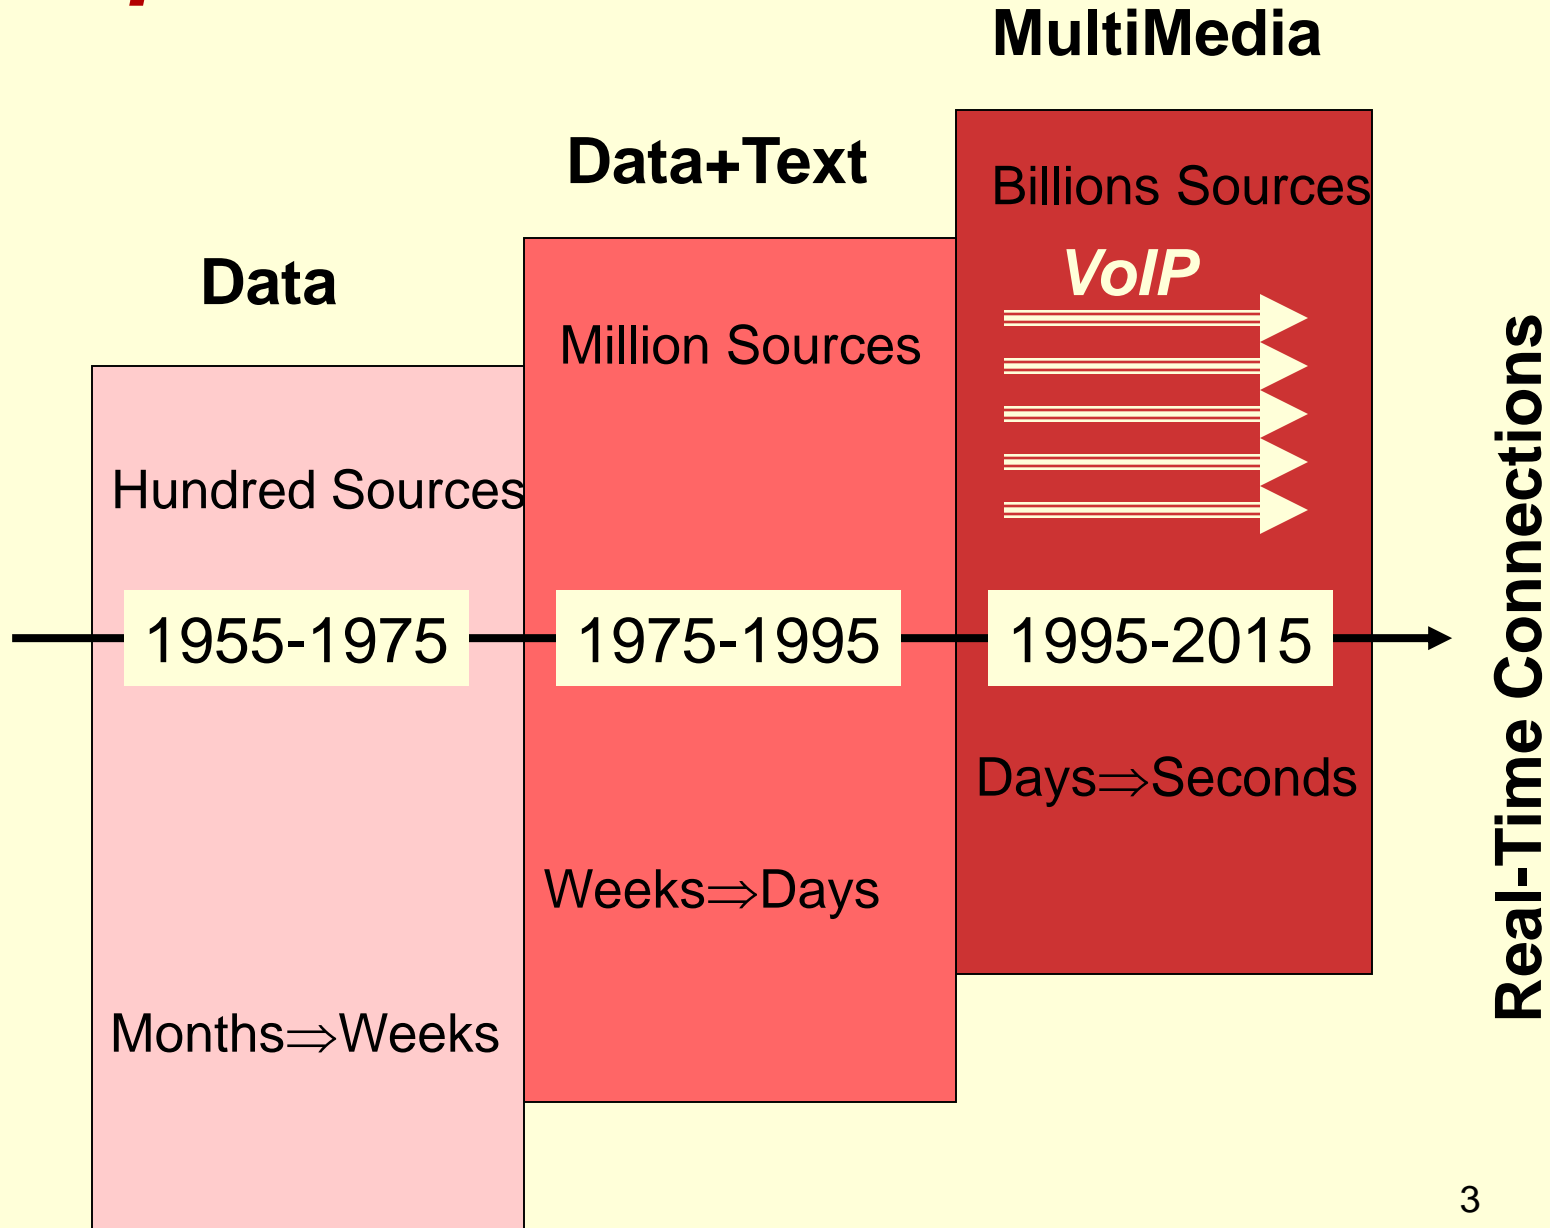 MultiMedia
Data+Text
Data
Billions Sources
VoIP
Million Sources
Hundred Sources
1955-1975
1975-1995
1995-2015
Days⇒Seconds
Weeks⇒Days
Months⇒Weeks
Real-Time Connections
3